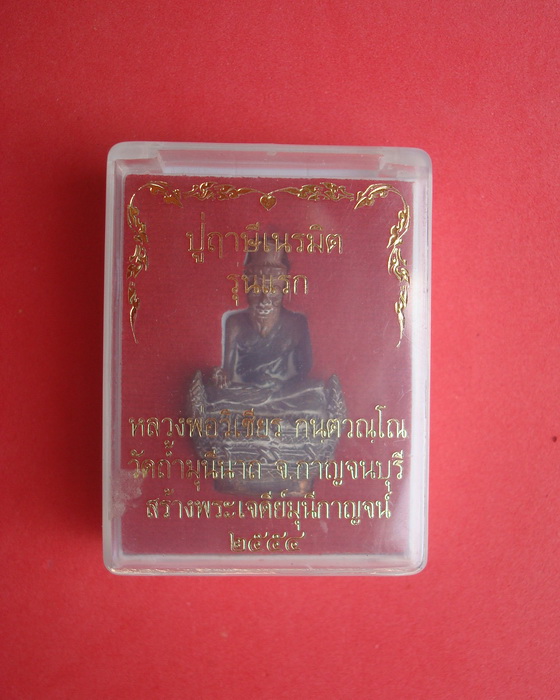 ปู่ฤาษีเนรมิต
รุ่นแรก
หลวงพ่อวิเชียร คนฺตวณฺโณ
วัดถ้ำมุนีนาถ จ.กาญจนบุรี
สร้างพระเจดีย์มุนีกาญจน์
๒๕๕๔